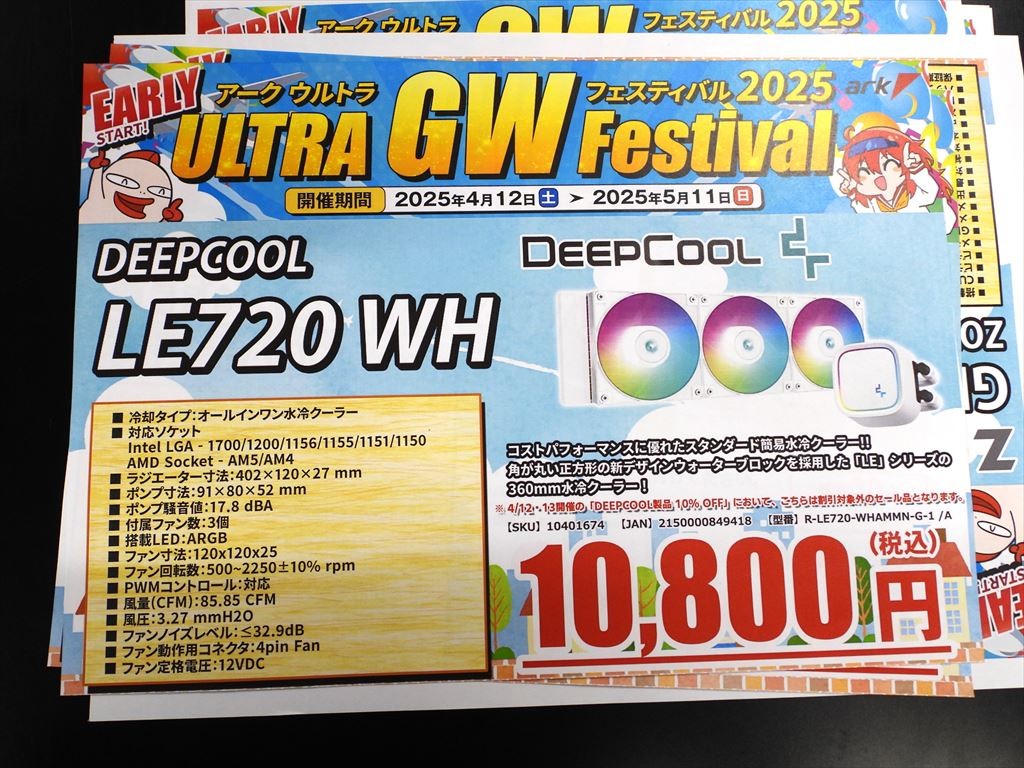 アーク ウルトラ
フェスティバル 2025
EARLY
START!
アーク ウルトラ
フェスティバル 2025
ark
ULTRA GW Festival
開催期間 2025年4月12日 土 ➤ 2025年5月11日 日
DEEPCOOL
LE720 WH
DEEPCOOL
■ 冷却タイプ:オールインワン水冷クーラー
■ 対応ソケット
Intel LGA - 1700/1200/1156/1155/1151/1150
AMD Socket - AM5/AM4
■ ラジエーター寸法:402×120×27 mm
■ ポンプ寸法:91×80×52 mm
■ ポンプ騒音値:17.8 dBA
■ 付属ファン数:3個
■ 搭載LED:ARGB
■ ファン寸法:120x120x25
■ ファン回転数:500~2250±10% rpm
■ PWMコントロール:対応
■ 風量(CFM):85.85 CFM
■ 風圧:3.27 mmH2O
■ ファンノイズレベル:≤32.9dB
■ ファン動作用コネクタ:4pin Fan
■ ファン定格電圧:12VDC
コストパフォーマンスに優れたスタンダード簡易水冷クーラー!!
角が丸い正方形の新デザインウォーターブロックを採用した「LE」シリーズの
360mm水冷クーラー!
※ 4/12・13開催の「DEEPCOOL製品 10% OFF」において、こちらは割引対象外のセール品となります。
【SKU】10401674 【JAN】2150000849418 【型番】R-LE720-WHAMMN-G-1 /A
10,800円
(税込)